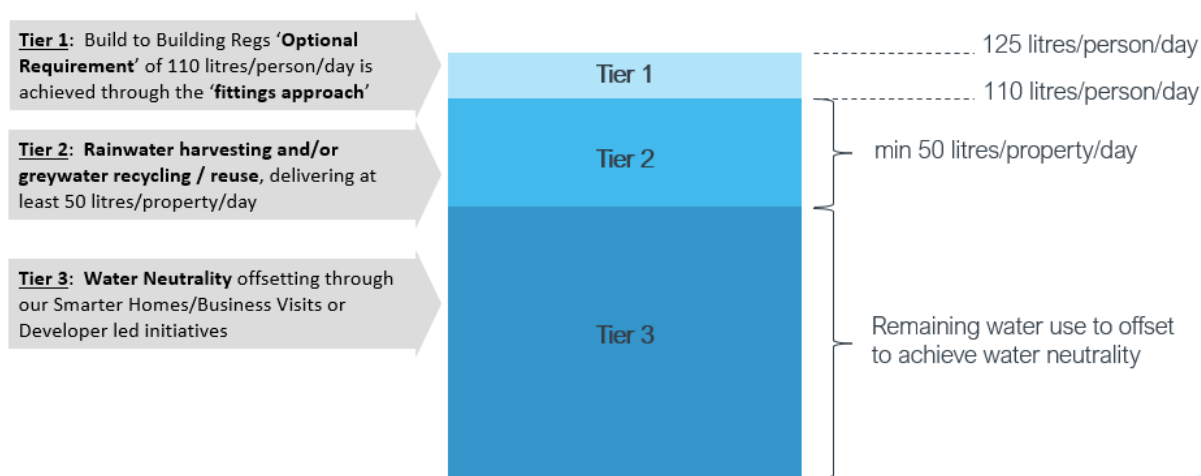 Tier 1:  Build to Building Regs ‘Optional
Requirement’ of 110 litres/person/day is
achieved through the ‘fittings approach’
Tier 2:  Rainwater harvesting and/or
greywater recycling / reuse, delivering at
least 50 litres/property/day
Tier 3:  Water Neutrality offsetting through
our Smarter Homes/Business Visits or
Developer led initiatives
Tier 1
Tier 2
Tier 3
125 litres/person/day
110 litres/person/day
min 50 litres/property/day
Remaining water use to offset
to achieve water neutrality